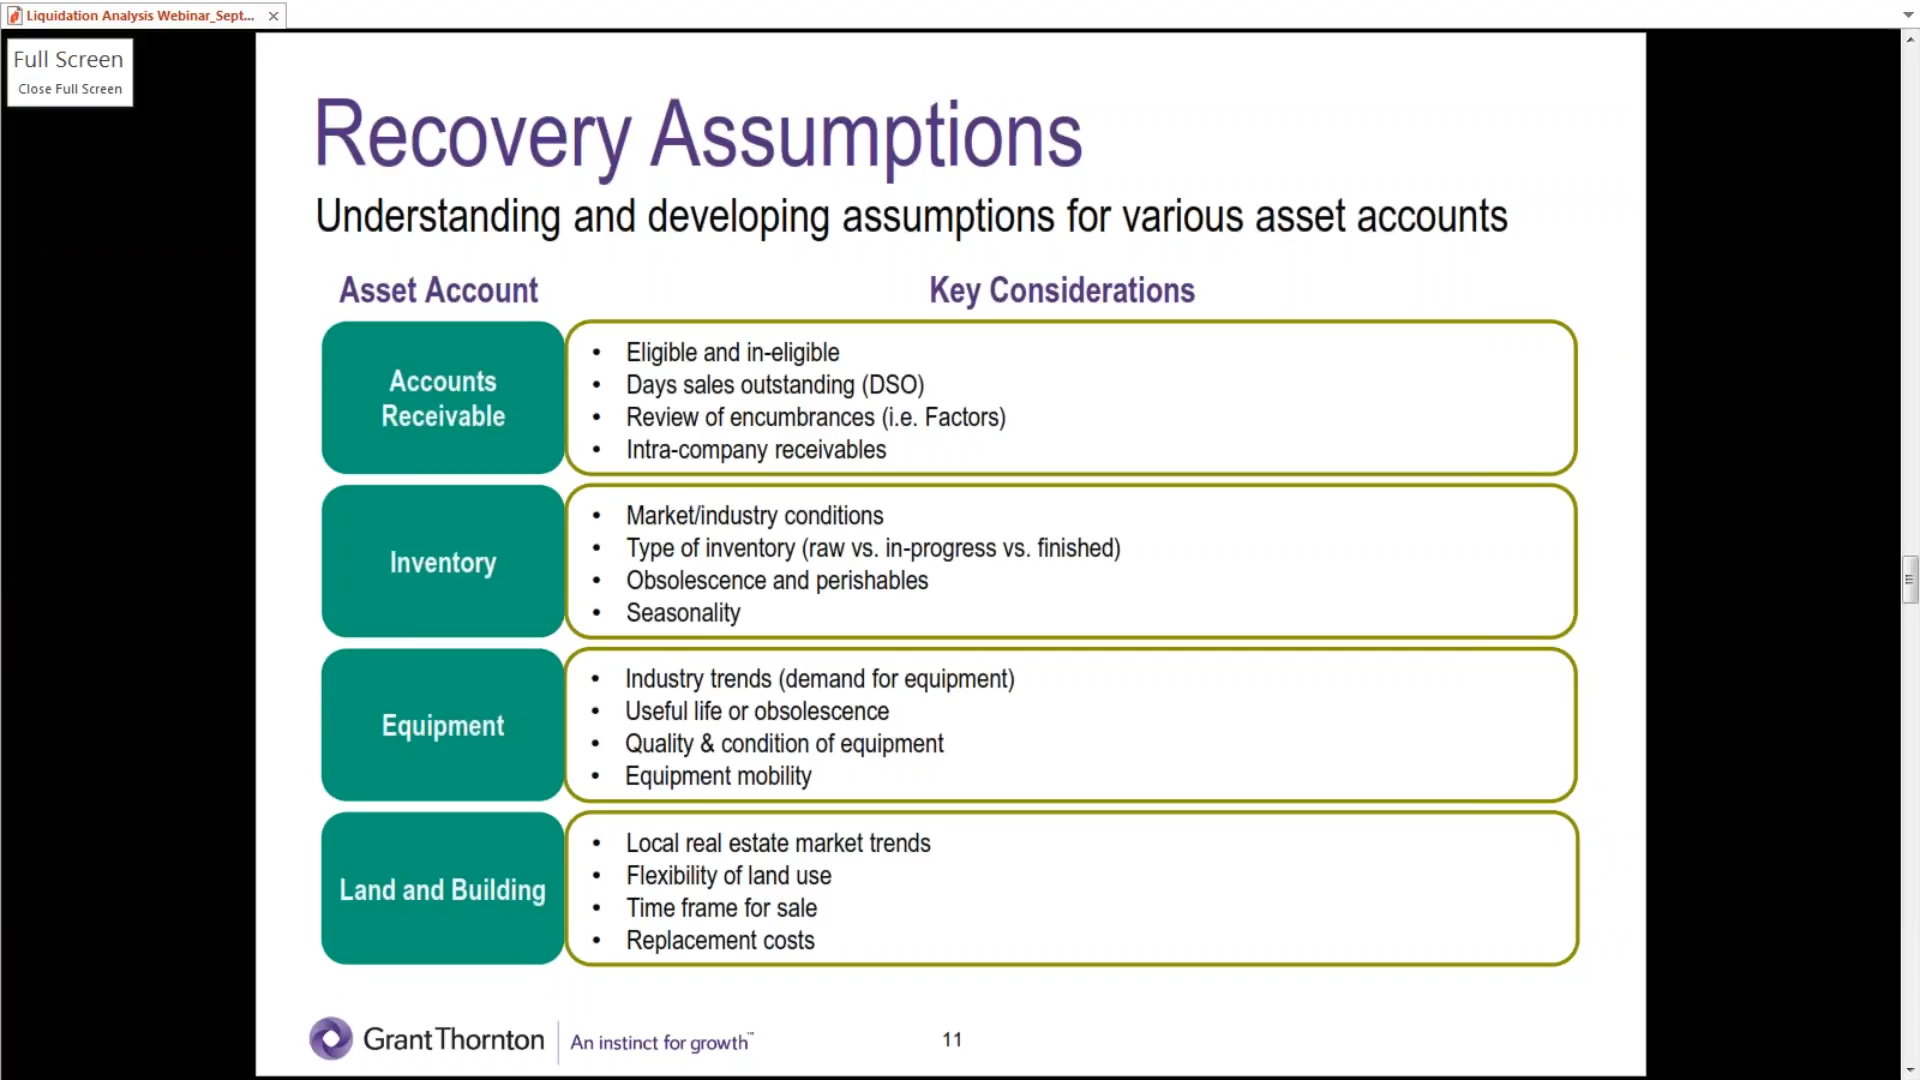 Liquidation Analysis Webinar_Sept...
Full Screen
Close Full Screen
Recovery Assumptions
Understanding and developing assumptions for various asset accounts
Asset Account
Key Considerations
Accounts
Receivable
• Eligible and in-eligible
• Days sales outstanding (DSO)
• Review of encumbrances (i.e. Factors)
• Intra-company receivables
Inventory
• Market/industry conditions
• Type of inventory (raw vs. in-progress vs. finished)
• Obsolescence and perishables
• Seasonality
Equipment
• Industry trends (demand for equipment)
• Useful life or obsolescence
• Quality & condition of equipment
• Equipment mobility
Land and Building
• Local real estate market trends
• Flexibility of land use
• Time frame for sale
• Replacement costs
GrantThornton
An instinct for growth™
11